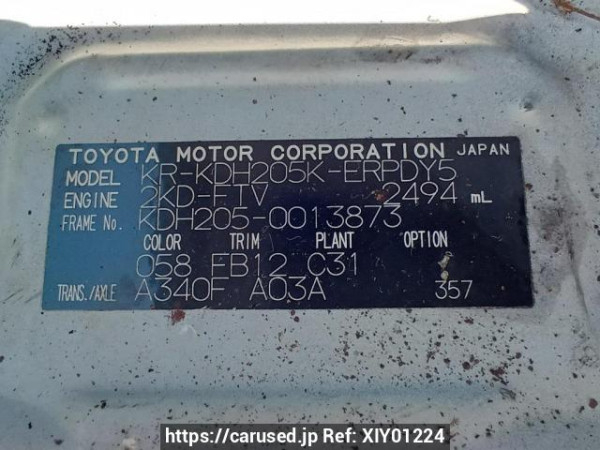 TOYOTA MOTOR CORPORATION JAPAN
MODEL KR-KDH205K-ERPDY5
ENGINE 2KD-FTV 2494 mL
FRAME No. KDH205-0013873
COLOR TRIM PLANT OPTION
058 FB12 C31
TRANS./AXLE A340F A03A 357
https://carused.jp Ref: XIY01224